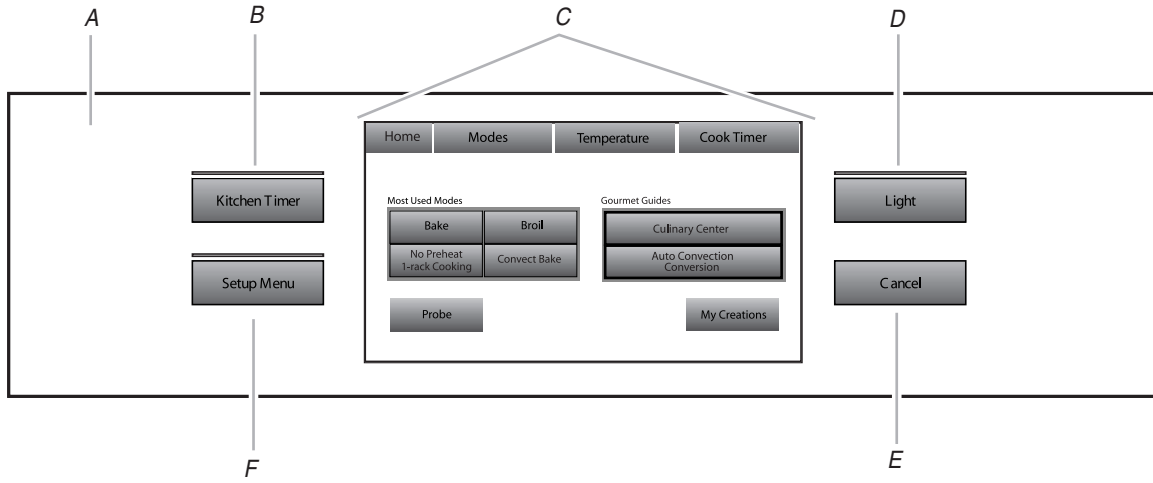 A
B
C
D
Home
Modes
Temperature
Cook Timer
Kitchen Timer
Most Used Modes
Bake
Broil
No Preheat
1-rack Cooking
Convect Bake
Gourmet Guides
Culinary Center
Auto Convection
Conversion
Light
Setup Menu
Probe
My Creations
Cancel
F
E